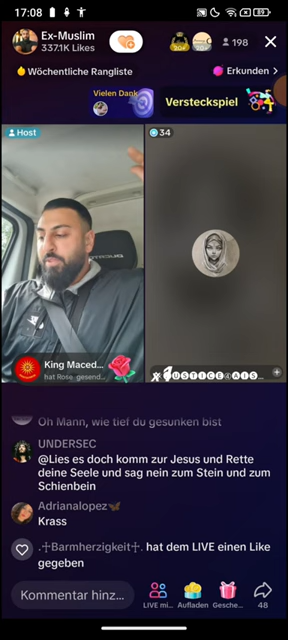 17:08
89
Ex-Muslim
337.1K Likes
20+
198
Wöchentliche Rangliste
Erkunden >
Vielen Dank
Versteckspiel
Host
34
King Maced...
hat Rose gesend...
USTICE④AIS...
Oh Mann, wie tief du gesunken bist
UNDERSEC
@Lies es doch komm zur Jesus und Rette
deine Seele und sag nein zum Stein und zum
Schienbein
Adrianalopez🦋
Krass
.☩Barmherzigkeit☩. hat dem LIVE einen Like
gegeben
Kommentar hinz...
LIVE mi...
Aufladen
Gesche...
48